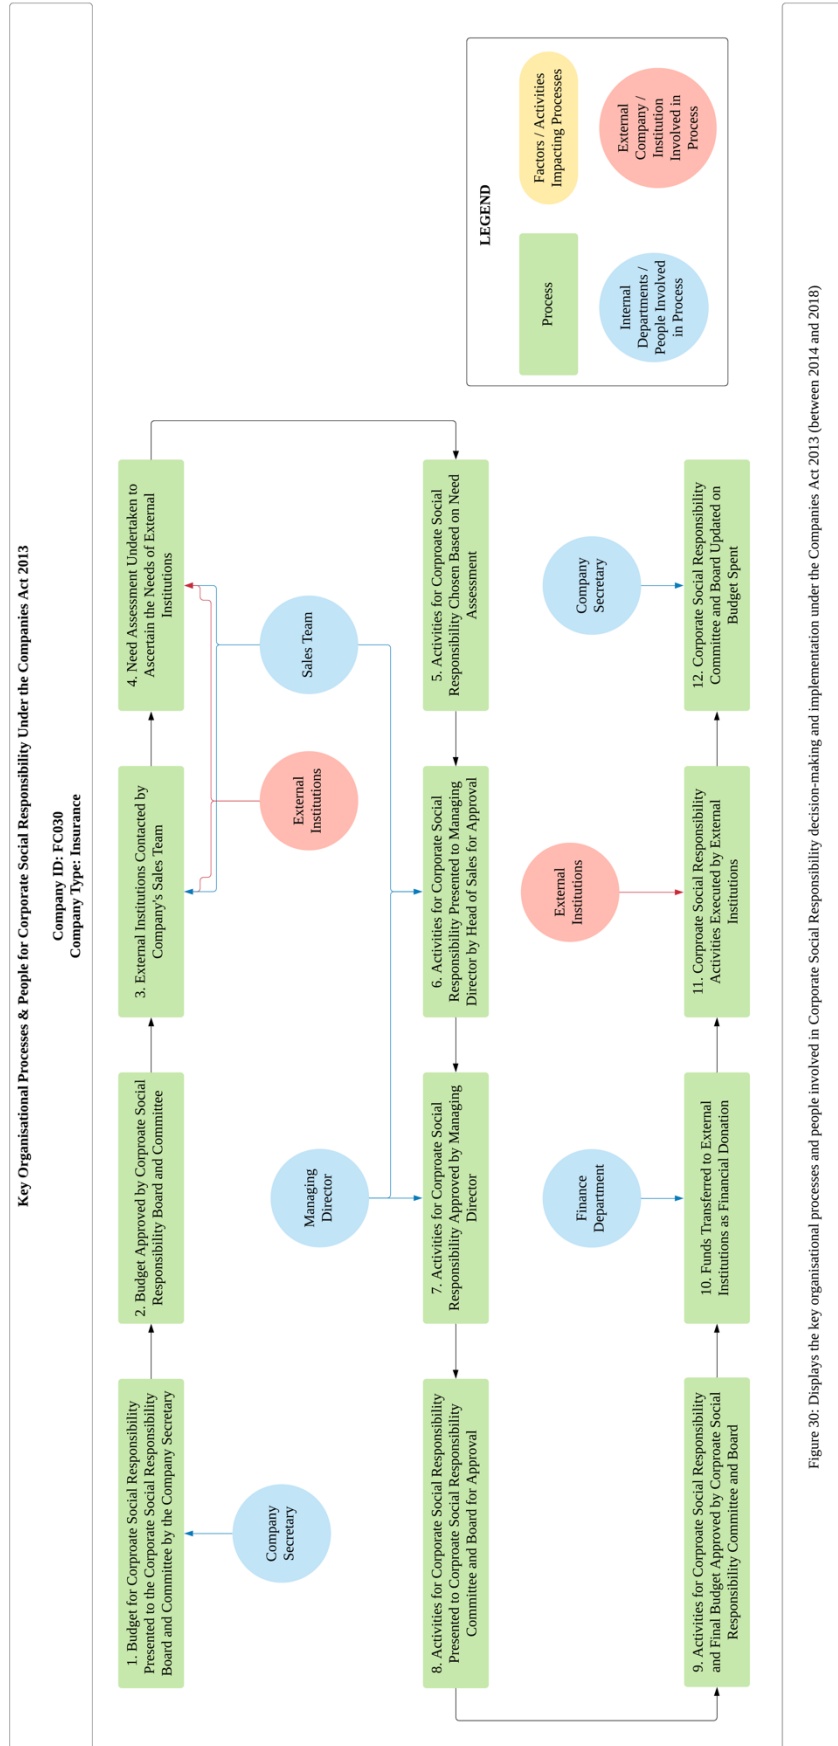 Key Organisational Processes & People for Corporate Social Responsibility Under the Companies Act 2013
Company ID: FC030
Company Type: Insurance
1. Budget for Corproate Social Responsibility
Presented to the Corporate Social Responsibility
Board and Committee by the Company Secretary
2. Budget Approved by Corproate Social
Responsibility Board and Committee
3. External Institutions Contacted by
Company's Sales Team
4. Need Assessment Undertaken to
Ascertain the Needs of External
Institutions
Company
Secretary
Managing
Director
External
Institutions
Sales Team
8. Activities for Corporate Social Responsibility
Presented to Corproate Social Responsibility
Committee and Board for Approval
7. Activities for Corproate Social
Responsibility Approved by Managing
Director
6. Activities for Corporate Social
Responsibility Presented to Managing
Director by Head of Sales for Approval
5. Activities for Corproate Social
Responsibility Chosen Based on Need
Assessment
Finance
Department
External
Institutions
Company
Secretary
9. Activities for Corproate Social Responsibility
and Final Budget Approved by Corproate Social
Responsibility Committee and Board
10. Funds Transferred to External
Institutions as Financial Donation
11. Corproate Social Responsibility
Activities Executed by External
Institutions
12. Corporate Social Responsibility
Committee and Board Updated on
Budget Spent
LEGEND
Process
Factors / Activities
Impacting Processes
Internal
Departments /
People Involved
in Process
External
Company /
Institution
Involved in
Process
Figure 30: Displays the key organisational processes and people involved in Corporate Social Responsibility decision-making and implementation under the Companies Act 2013 (between 2014 and 2018)